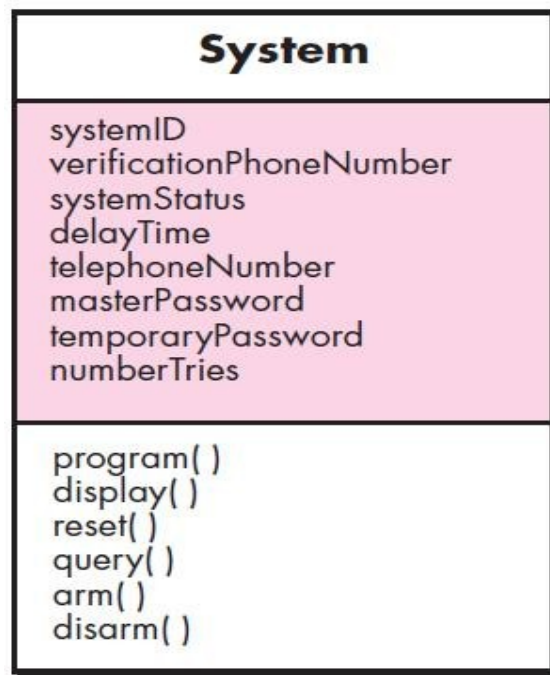 System
systemID
verificationPhoneNumber
systemStatus
delayTime
telephoneNumber
masterPassword
temporaryPassword
numberTries
program( )
display( )
reset( )
query( )
arm( )
disarm( )